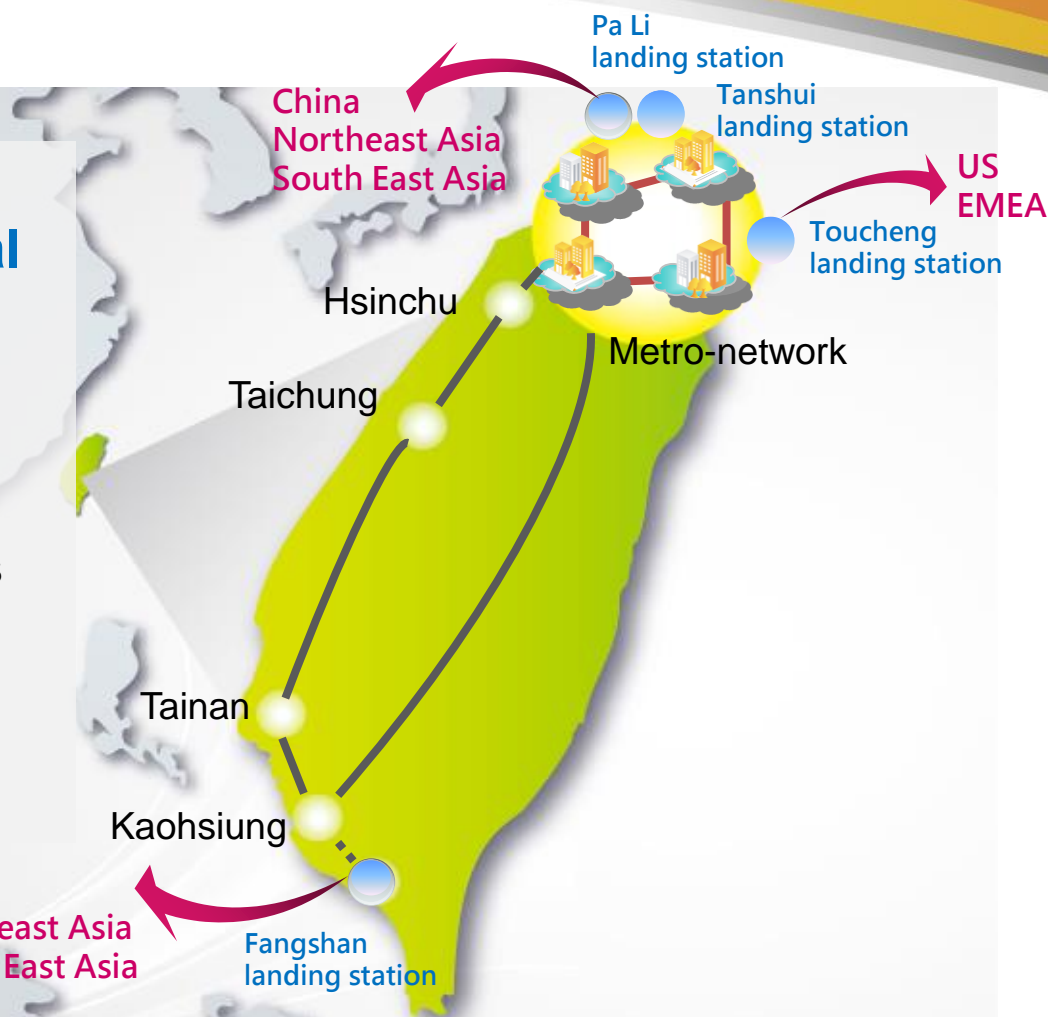 Pa Li
landing station
China
Northeast Asia
South East Asia
Tanshui
landing station
US
EMEA
Toucheng
landing station
al
Hsinchu
Metro-network
Taichung
s
Tainan
Kaohsiung
east Asia
East Asia
Fangshan
landing station